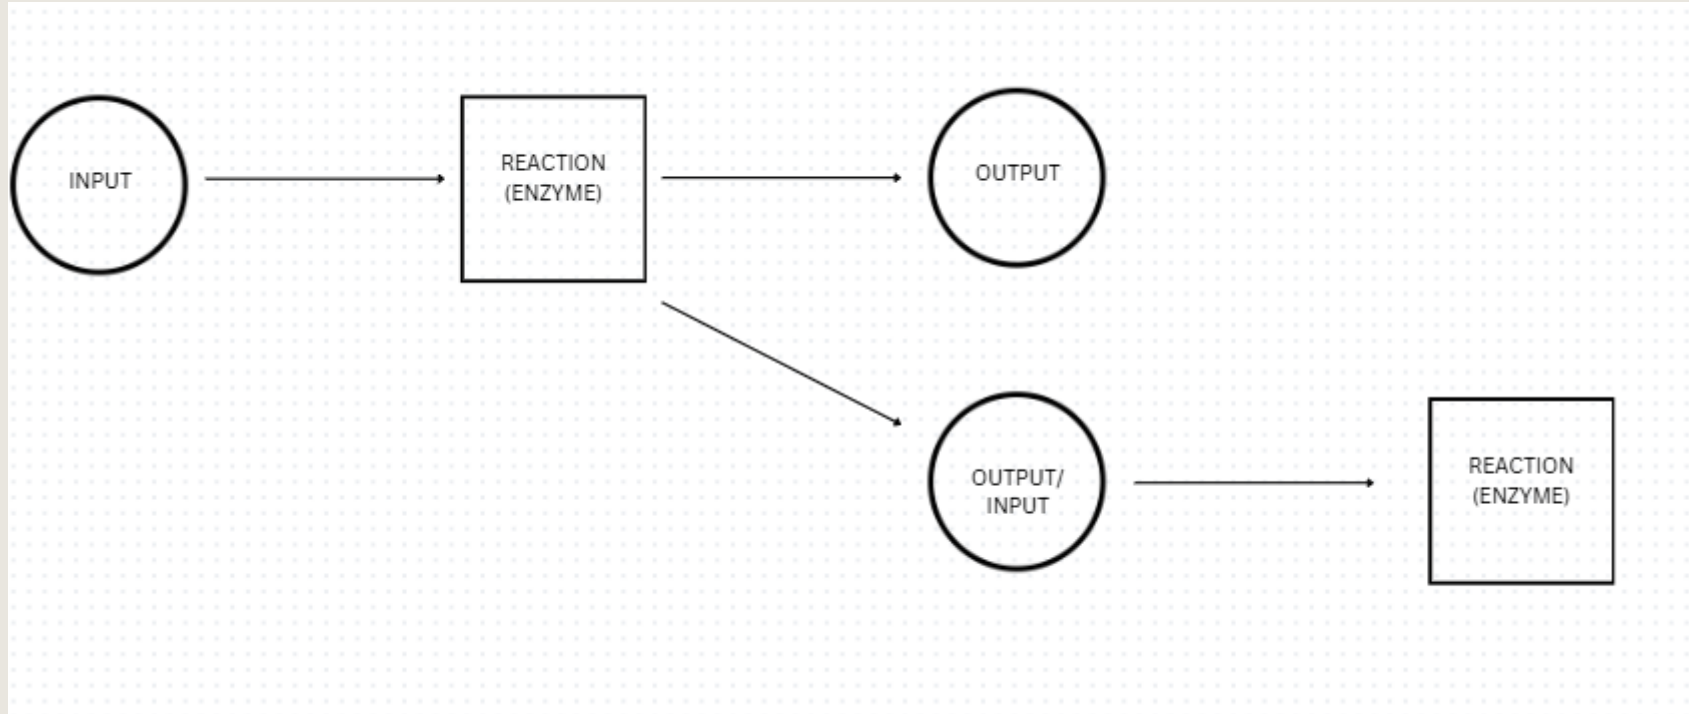 INPUT
REACTION
(ENZYME)
OUTPUT
OUTPUT/
INPUT
REACTION
(ENZYME)